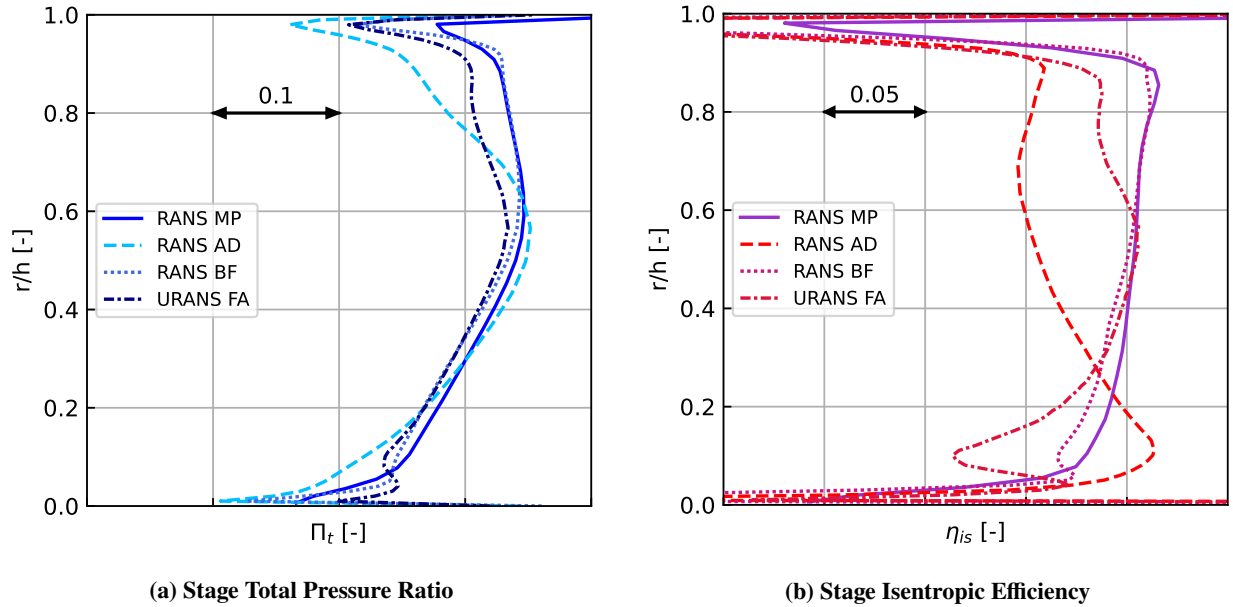 1.0
0.8
0.6
0.4
0.2
0.0
r/h [-]
0.1
RANS MP
RANS AD
RANS BF
URANS FA
Π_t [-]
(a) Stage Total Pressure Ratio
1.0
0.8
0.6
0.4
0.2
0.0
r/h [-]
0.05
RANS MP
RANS AD
RANS BF
URANS FA
η_is [-]
(b) Stage Isentropic Efficiency